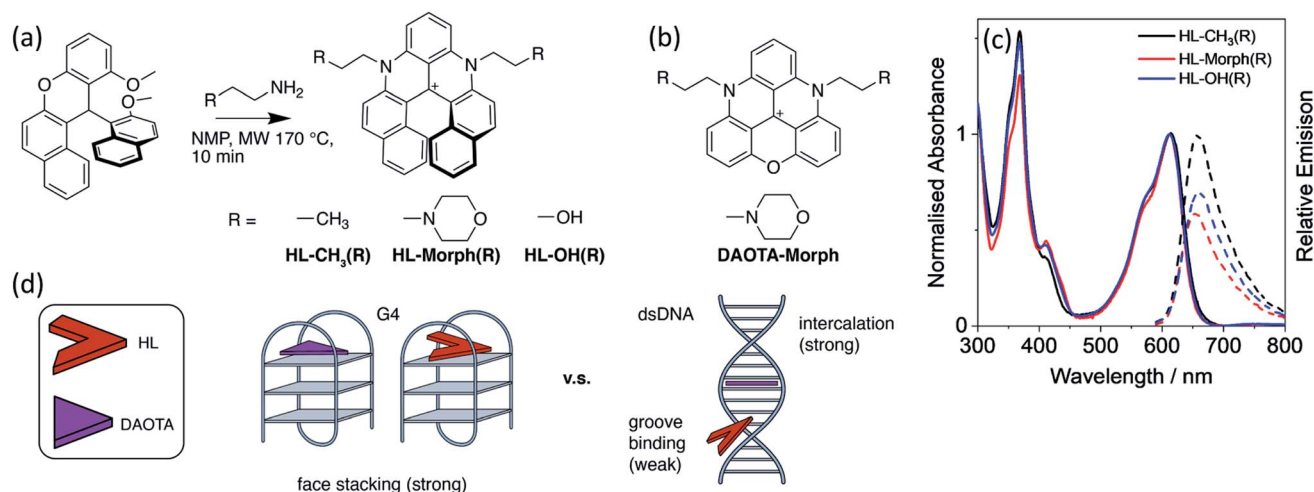 (a)
O
O
O
R
NH2
NMP, MW 170 °C,
10 min
R
N
+
N
R
R =
—CH3
—N
O
—OH
HL-CH3(R)
HL-Morph(R)
HL-OH(R)
(b)
R
N
+
N
R
O
—N
O
DAOTA-Morph
(c)
HL-CH3(R)
HL-Morph(R)
HL-OH(R)
Normalised Absorbance
Relative Emisison
1
0
300 400 500 600 700 800
Wavelength / nm
(d)
HL
DAOTA
G4
face stacking (strong)
v.s.
dsDNA
intercalation
(strong)
groove
binding
(weak)